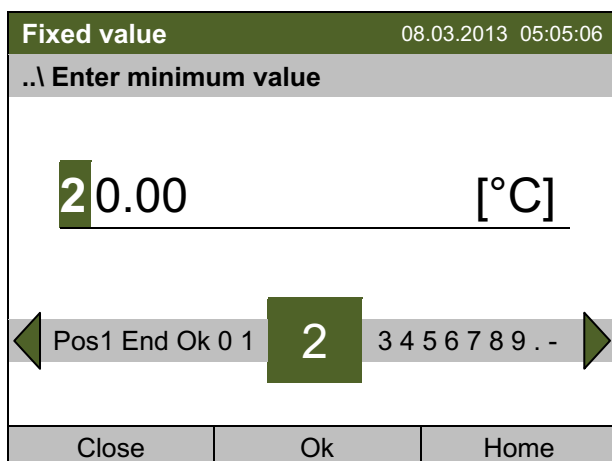 Fixed value 08.03.2013 05:05:06
..\ Enter minimum value
20.00 [°C]
Pos1 End Ok 0 1 2 3 4 5 6 7 8 9 . -
Close Ok Home